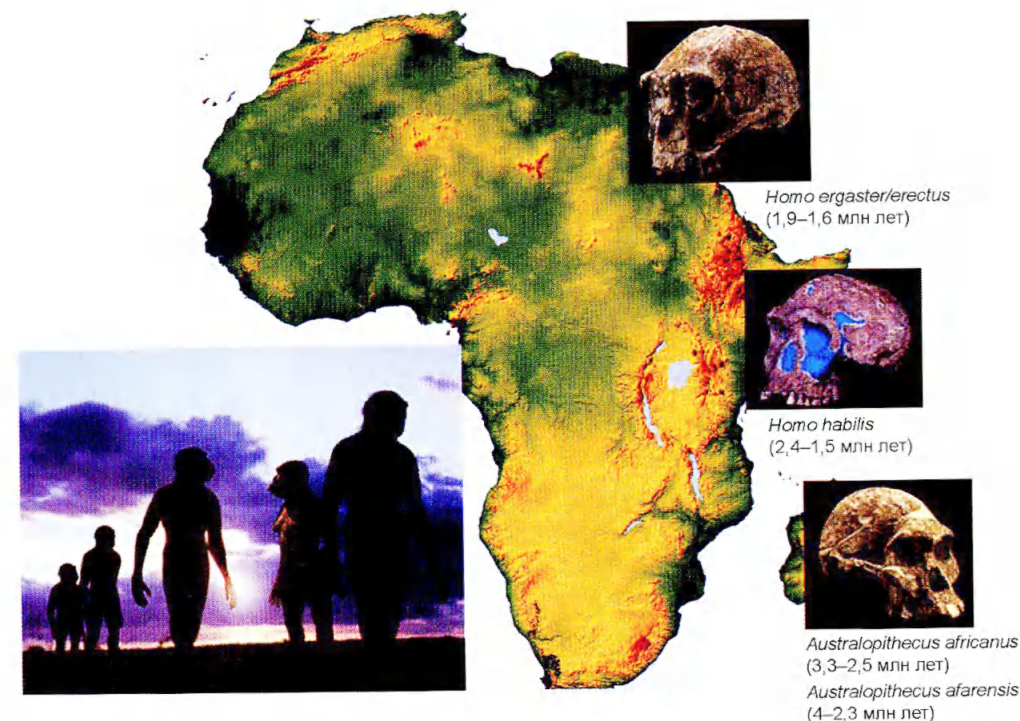 Homo ergaster/erectus
(1,9–1,6 млн лет)
Homo habilis
(2,4–1,5 млн лет)
Australopithecus africanus
(3,3–2,5 млн лет)
Australopithecus afarensis
(4–2,3 млн лет)